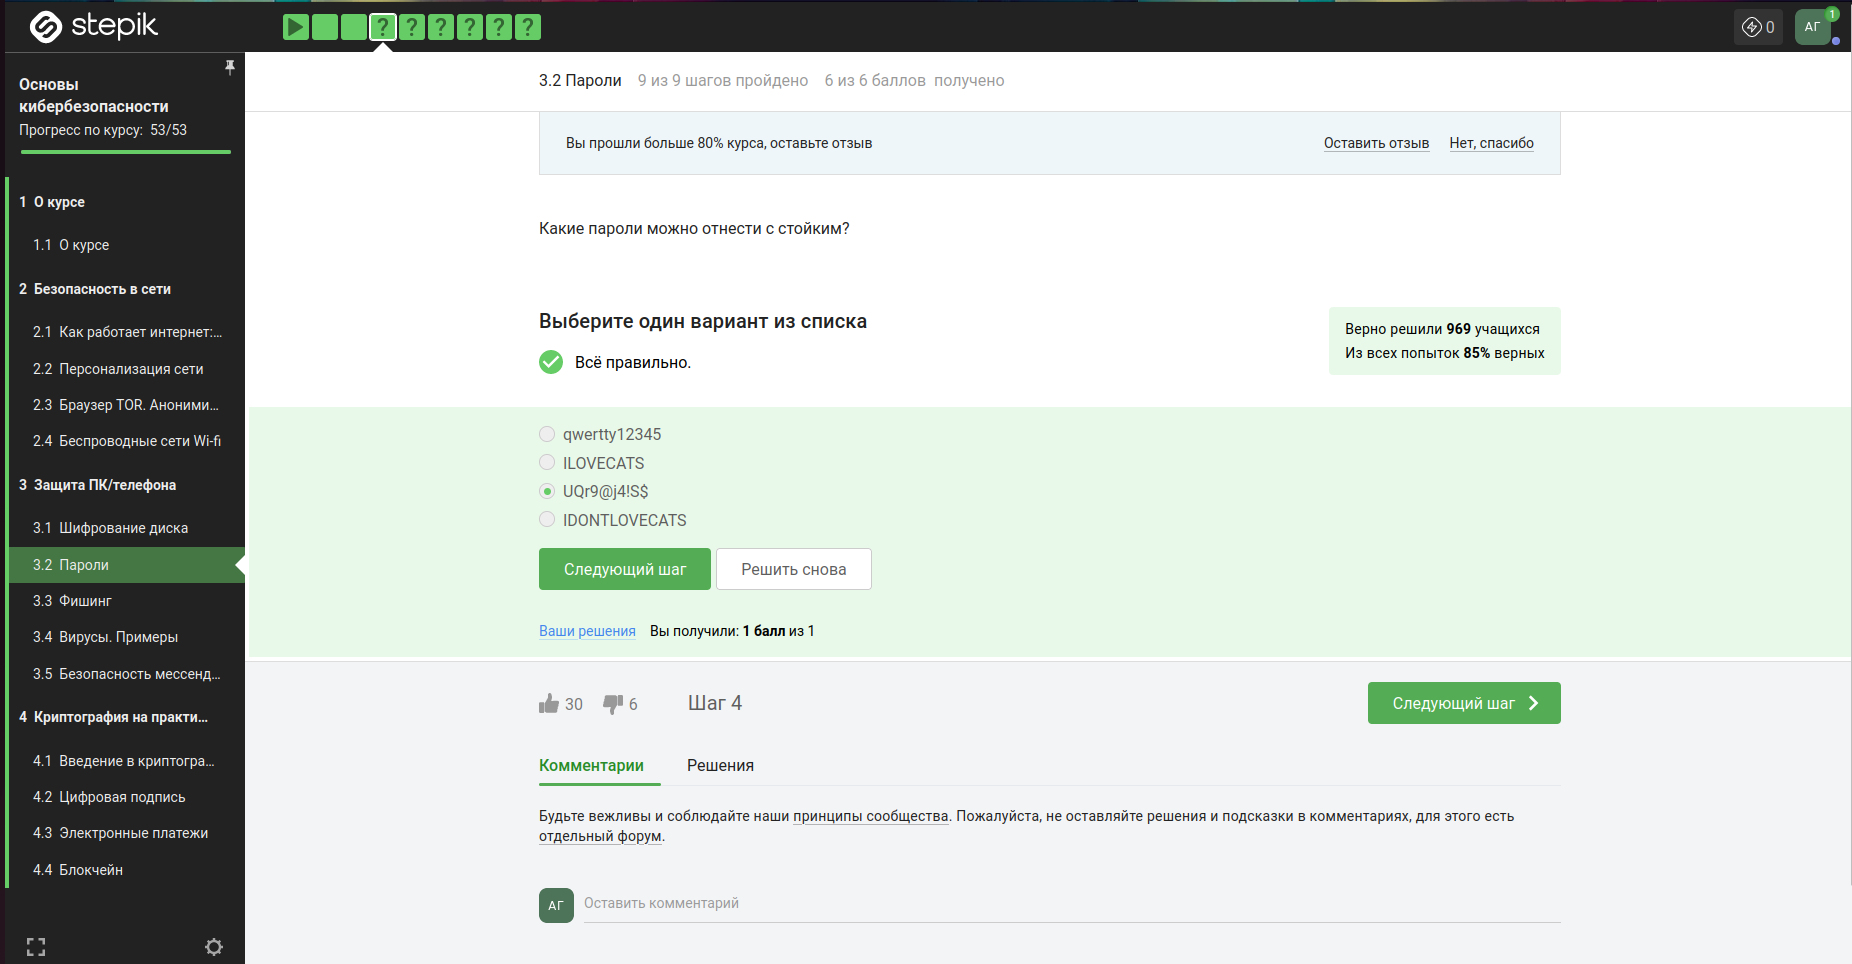 stepik
?
?
?
?
?
?
0
АГ
1
Основы
кибербезопасности
Прогресс по курсу: 53/53
1 О курсе
1.1 О курсе
2 Безопасность в сети
2.1 Как работает интернет:...
2.2 Персонализация сети
2.3 Браузер TOR. Аноними...
2.4 Беспроводные сети Wi-fi
3 Защита ПК/телефона
3.1 Шифрование диска
3.2 Пароли
3.3 Фишинг
3.4 Вирусы. Примеры
3.5 Безопасность мессенд...
4 Криптография на практи...
4.1 Введение в криптогра...
4.2 Цифровая подпись
4.3 Электронные платежи
4.4 Блокчейн
3.2 Пароли 9 из 9 шагов пройдено 6 из 6 баллов получено
Вы прошли больше 80% курса, оставьте отзыв Оставить отзыв Нет, спасибо
Какие пароли можно отнести с стойким?
Выберите один вариант из списка
Всё правильно.
Верно решили 969 учащихся
Из всех попыток 85% верных
qwertty12345
ILOVECATS
UQr9@j4!S$
IDONTLOVECATS
Следующий шаг Решить снова
Ваши решения Вы получили: 1 балл из 1
30 6 Шаг 4 Следующий шаг
Комментарии Решения
Будьте вежливы и соблюдайте наши принципы сообщества. Пожалуйста, не оставляйте решения и подсказки в комментариях, для этого есть
отдельный форум.
АГ Оставить комментарий